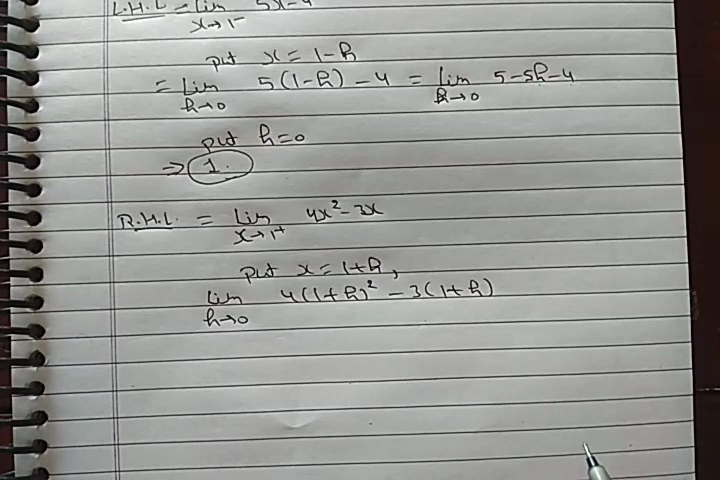 L.H.L = lim 5x-4
x→1⁻
put x = 1-h
= lim 5(1-h) - 4 = lim 5-5h-4
h→0 h→0
put h=0
⇒ 1.
R.H.L. = lim 4x²-3x
x→1⁺
put x = 1+h,
lim 4(1+h)² - 3(1+h)
h→0